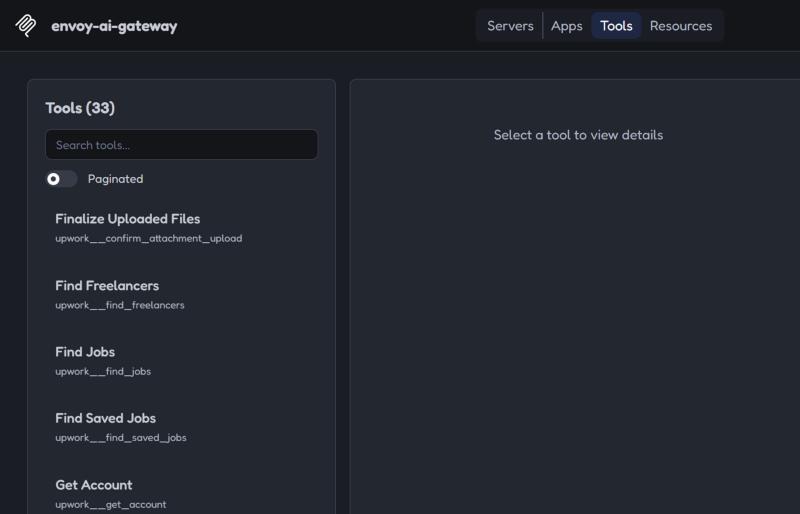 envoy-ai-gateway
Servers
Apps
Tools
Resources
Tools (33)
Search tools...
Paginated
Finalize Uploaded Files
upwork__confirm_attachment_upload
Find Freelancers
upwork__find_freelancers
Find Jobs
upwork__find_jobs
Find Saved Jobs
upwork__find_saved_jobs
Get Account
upwork__get_account
Select a tool to view details